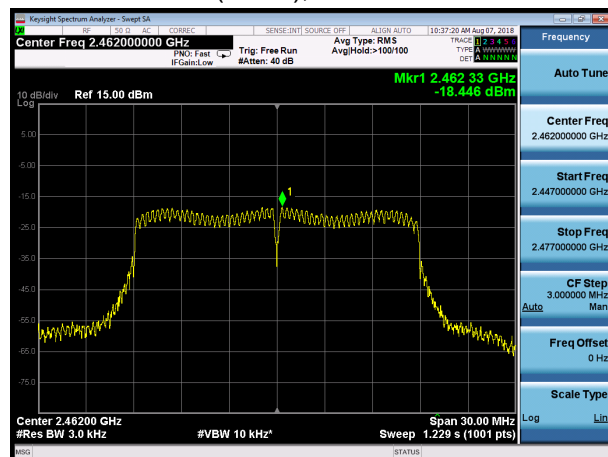 Keysight Spectrum Analyzer - Swept SA
RF 50 Ω AC CORREC SENSE:INT SOURCE OFF ALIGN AUTO 10:37:20 AM Aug 07, 2018
Center Freq 2.462000000 GHz
PNO: Fast
IFGain:Low
Trig: Free Run
#Atten: 40 dB
Avg Type: RMS
Avg|Hold:>100/100
TRACE 1 2 3 4 5 6
TYPE A WWWWW
DET A N N N N N
Mkr1 2.462 33 GHz
-18.446 dBm
10 dB/div Ref 15.00 dBm
Log
5.00
-5.00
-15.0
-25.0
-35.0
-45.0
-55.0
-65.0
-75.0
1
Center 2.46200 GHz
Span 30.00 MHz
#Res BW 3.0 kHz
#VBW 10 kHz*
Sweep 1.229 s (1001 pts)
MSG
STATUS
Frequency
Auto Tune
Center Freq
2.462000000 GHz
Start Freq
2.447000000 GHz
Stop Freq
2.477000000 GHz
CF Step
3.000000 MHz
Auto Man
Freq Offset
0 Hz
Scale Type
Log Lin